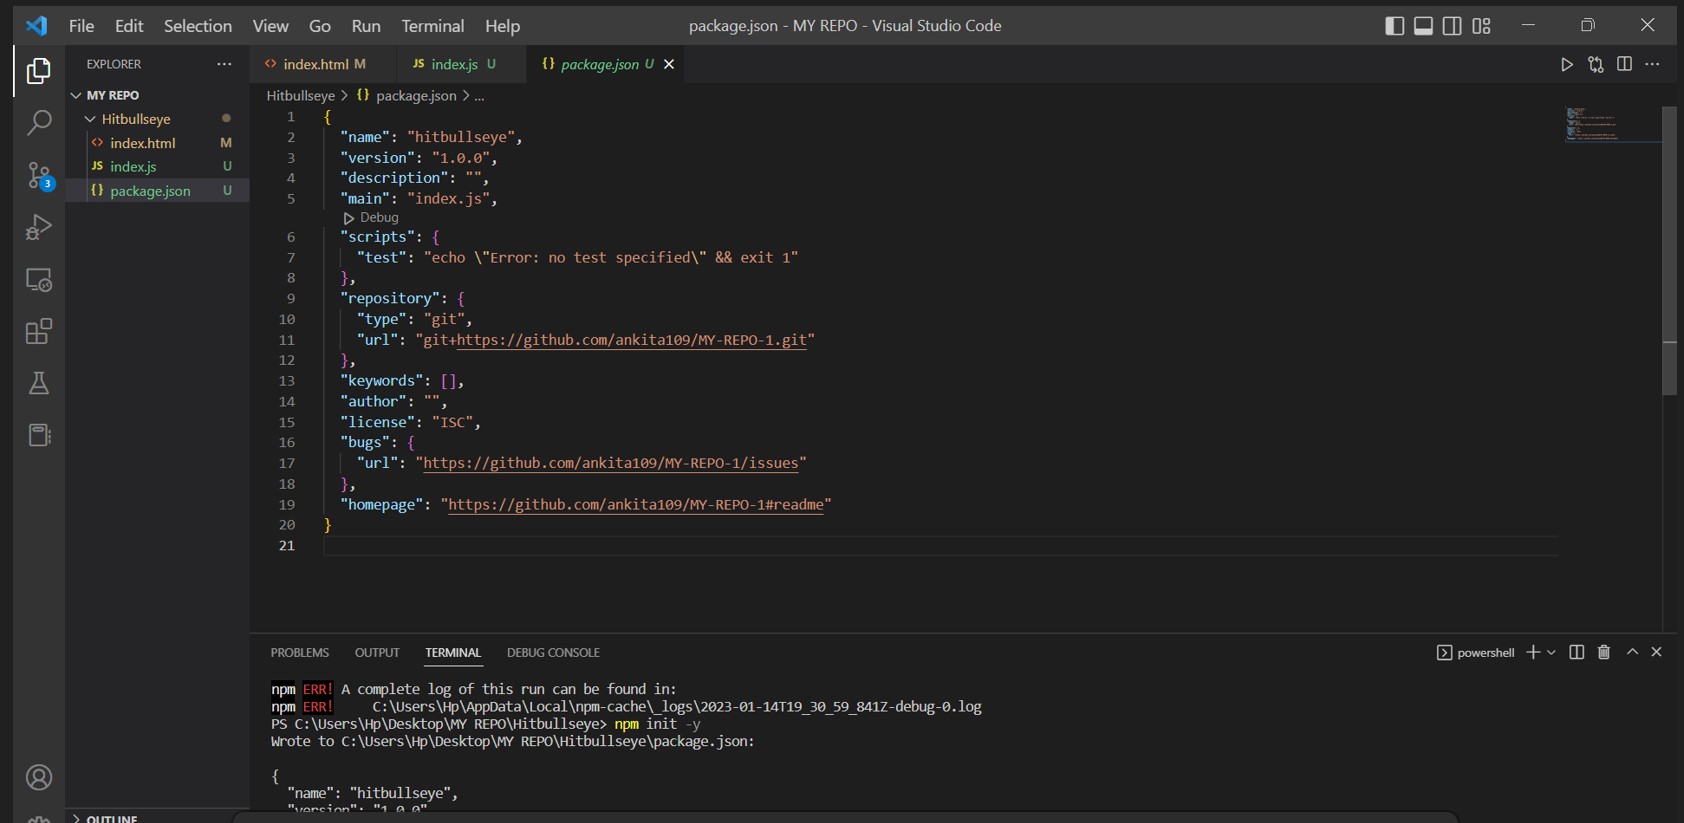 File Edit Selection View Go Run Terminal Help package.json - MY REPO - Visual Studio Code
EXPLORER
MY REPO
Hitbullseye
<> index.html M
JS index.js U
{} package.json U
OUTLINE
3
<> index.html M JS index.js U {} package.json U
Hitbullseye > {} package.json > ...
1 {
2 "name": "hitbullseye",
3 "version": "1.0.0",
4 "description": "",
5 "main": "index.js",
Debug
6 "scripts": {
7 "test": "echo \"Error: no test specified\" && exit 1"
8 },
9 "repository": {
10 "type": "git",
11 "url": "git+https://github.com/ankita109/MY-REPO-1.git"
12 },
13 "keywords": [],
14 "author": "",
15 "license": "ISC",
16 "bugs": {
17 "url": "https://github.com/ankita109/MY-REPO-1/issues"
18 },
19 "homepage": "https://github.com/ankita109/MY-REPO-1#readme"
20 }
21
PROBLEMS OUTPUT TERMINAL DEBUG CONSOLE powershell
npm ERR! A complete log of this run can be found in:
npm ERR! C:\Users\Hp\AppData\Local\npm-cache\_logs\2023-01-14T19_30_59_841Z-debug-0.log
PS C:\Users\Hp\Desktop\MY REPO\Hitbullseye> npm init -y
Wrote to C:\Users\Hp\Desktop\MY REPO\Hitbullseye\package.json:
{
"name": "hitbullseye",
"version": "1.0.0"